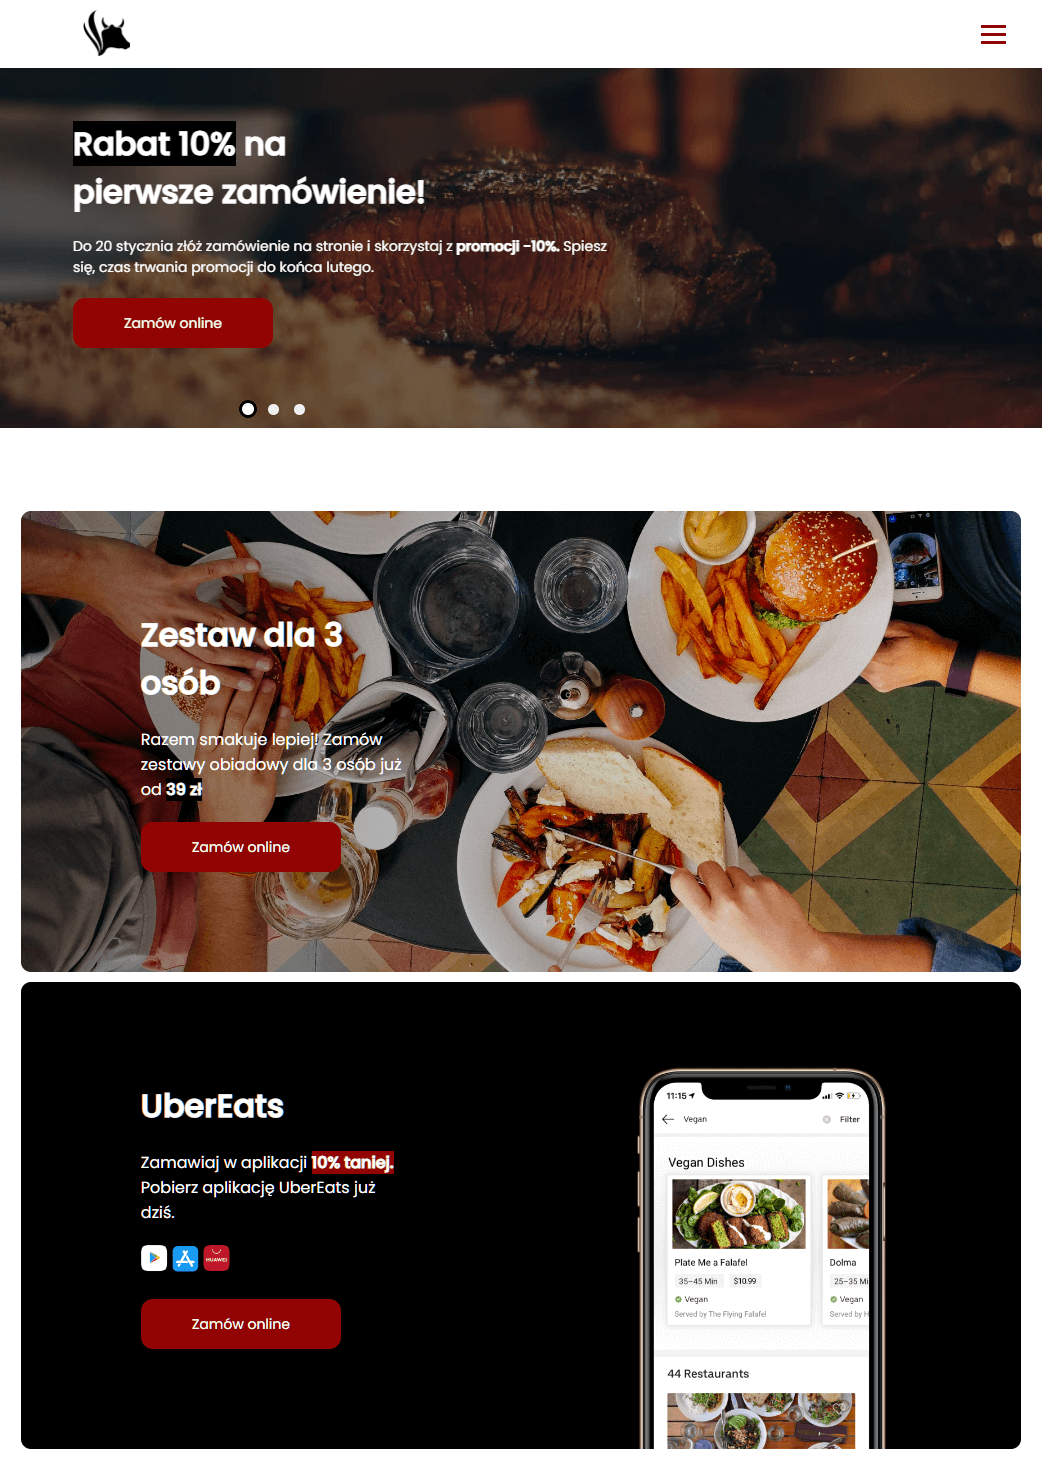 Rabat 10% na
pierwsze zamówienie!
Do 20 stycznia złóż zamówienie na stronie i skorzystaj z promocji -10%. Spiesz
się, czas trwania promocji do końca lutego.
Zamów online
Zestaw dla 3
osób
Razem smakuje lepiej! Zamów
zestawy obiadowy dla 3 osób już
od 39 zł
Zamów online
UberEats
Zamawiaj w aplikacji 10% taniej.
Pobierz aplikację UberEats już
dziś.
HUAWEI
Zamów online
11:15
Vegan
Filter
Vegan Dishes
Plate Me a Falafel
Dolma
35–45 Min
$10.99
25–35 Mi
Vegan
Vegan
Served by The Flying Falafel
Served by H
44 Restaurants